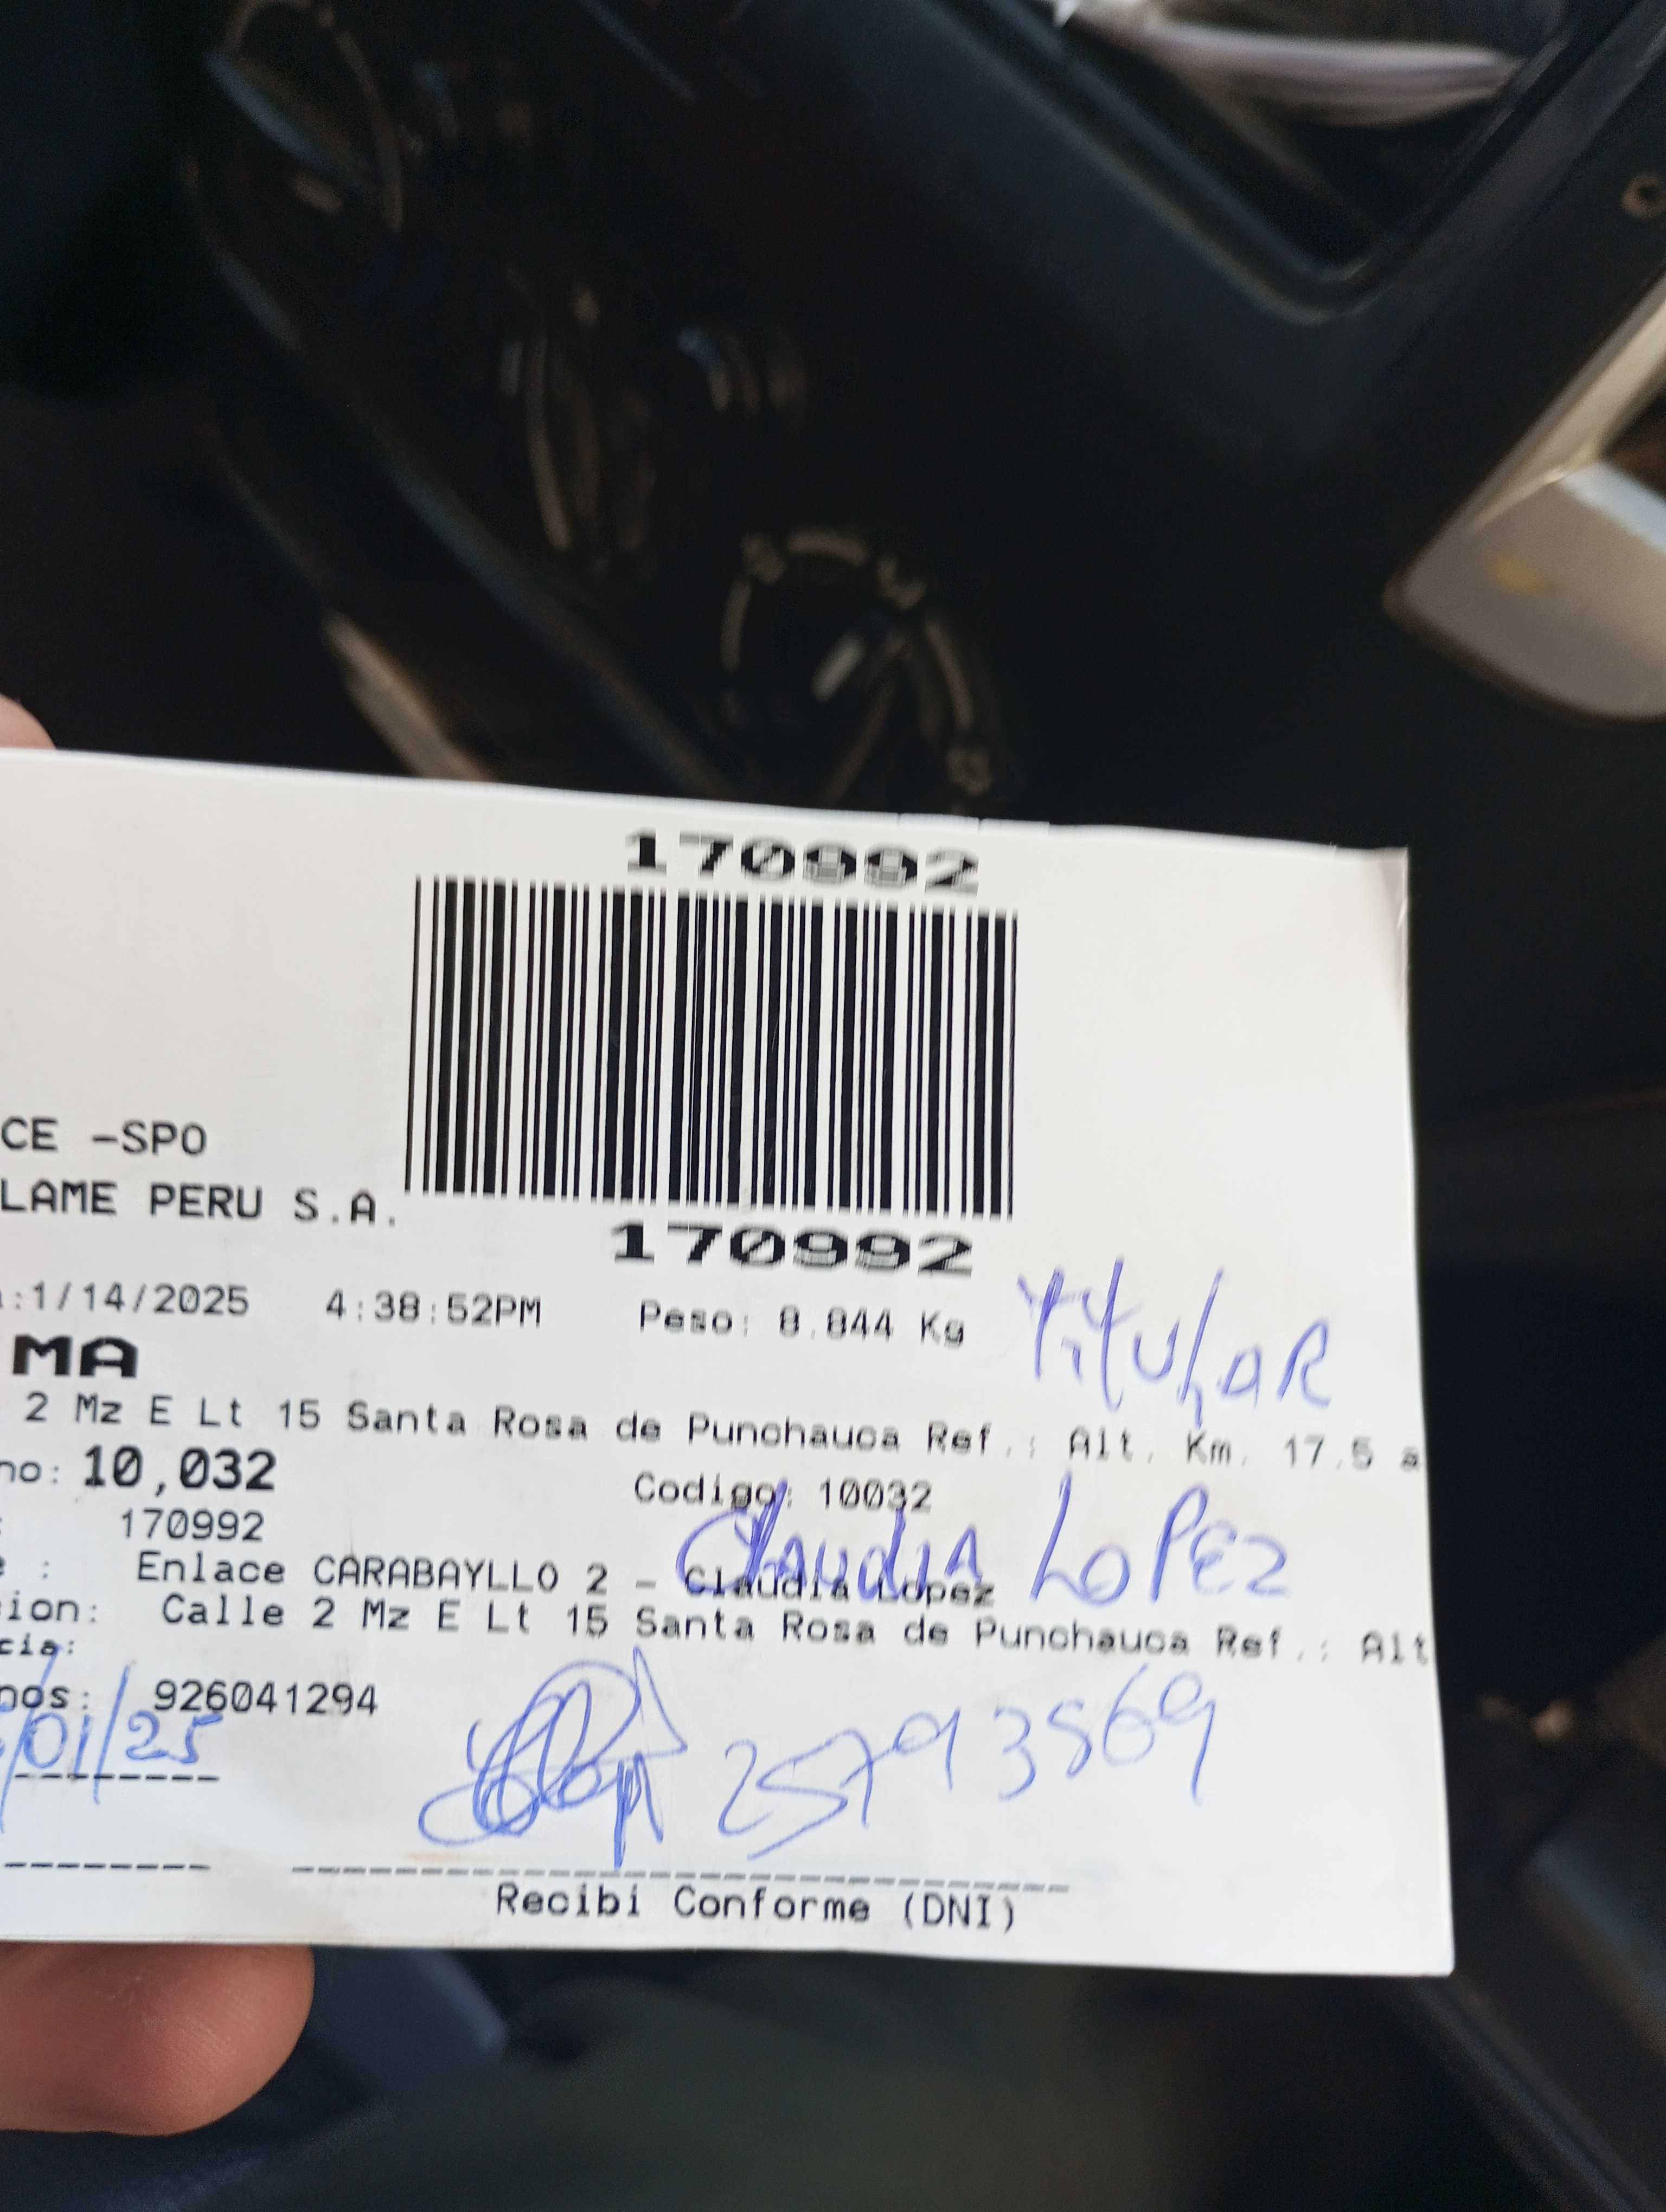 170992
170992
CE -SPO
LAME PERU S.A.
:1/14/2025 4:38:52PM Peso: 8.844 Kg
TiTULAR
MA
2 Mz E Lt 15 Santa Rosa de Punchauca Ref.: Alt. Km. 17.5 a
no: 10,032 Codigo: 10032
170992
CLAUDIA LOPEZ
: Enlace CARABAYLLO 2 - Claudia Lopez
ion: Calle 2 Mz E Lt 15 Santa Rosa de Punchauca Ref.: Alt
cia:
nos: 926041294
/01/25
25793569
Recibi Conforme (DNI)